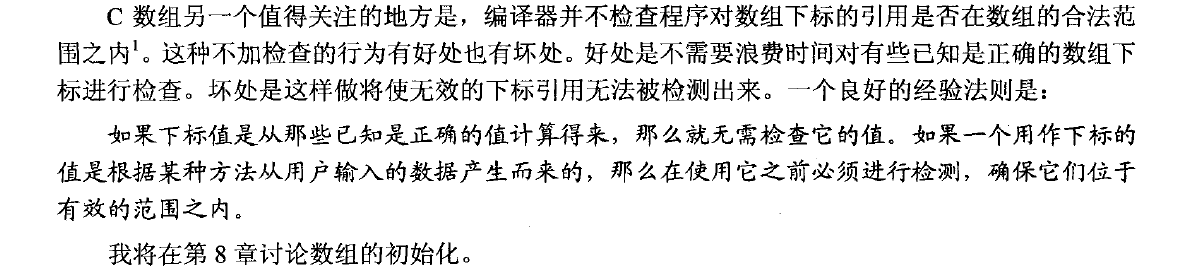 C 数组另一个值得关注的地方是，编译器并不检查程序对数组下标的引用是否在数组的合法范
围之内1。这种不加检查的行为有好处也有坏处。好处是不需要浪费时间对有些已知是正确的数组下
标进行检查。坏处是这样做将使无效的下标引用无法被检测出来。一个良好的经验法则是：
如果下标值是从那些已知是正确的值计算得来，那么就无需检查它的值。如果一个用作下标的
值是根据某种方法从用户输入的数据产生而来的，那么在使用它之前必须进行检测，确保它们位于
有效的范围之内。
我将在第 8 章讨论数组的初始化。